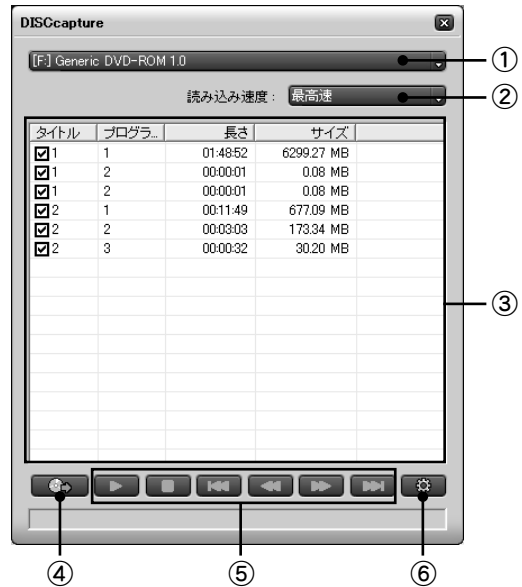 DISCcapture
[F:] Generic DVD-ROM 1.0
①
読み込み速度： 最高速
②
タイトル プログラ... 長さ サイズ
1 1 01:48:52 6299.27 MB
1 2 00:00:01 0.08 MB
1 2 00:00:01 0.08 MB
2 1 00:11:49 677.09 MB
2 2 00:03:03 173.34 MB
2 3 00:00:32 30.20 MB
③
④ ⑤ ⑥